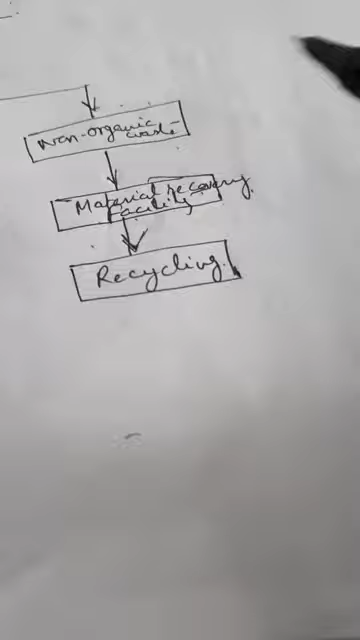 Non-organic
waste
Material recovery
facility
Recycling.